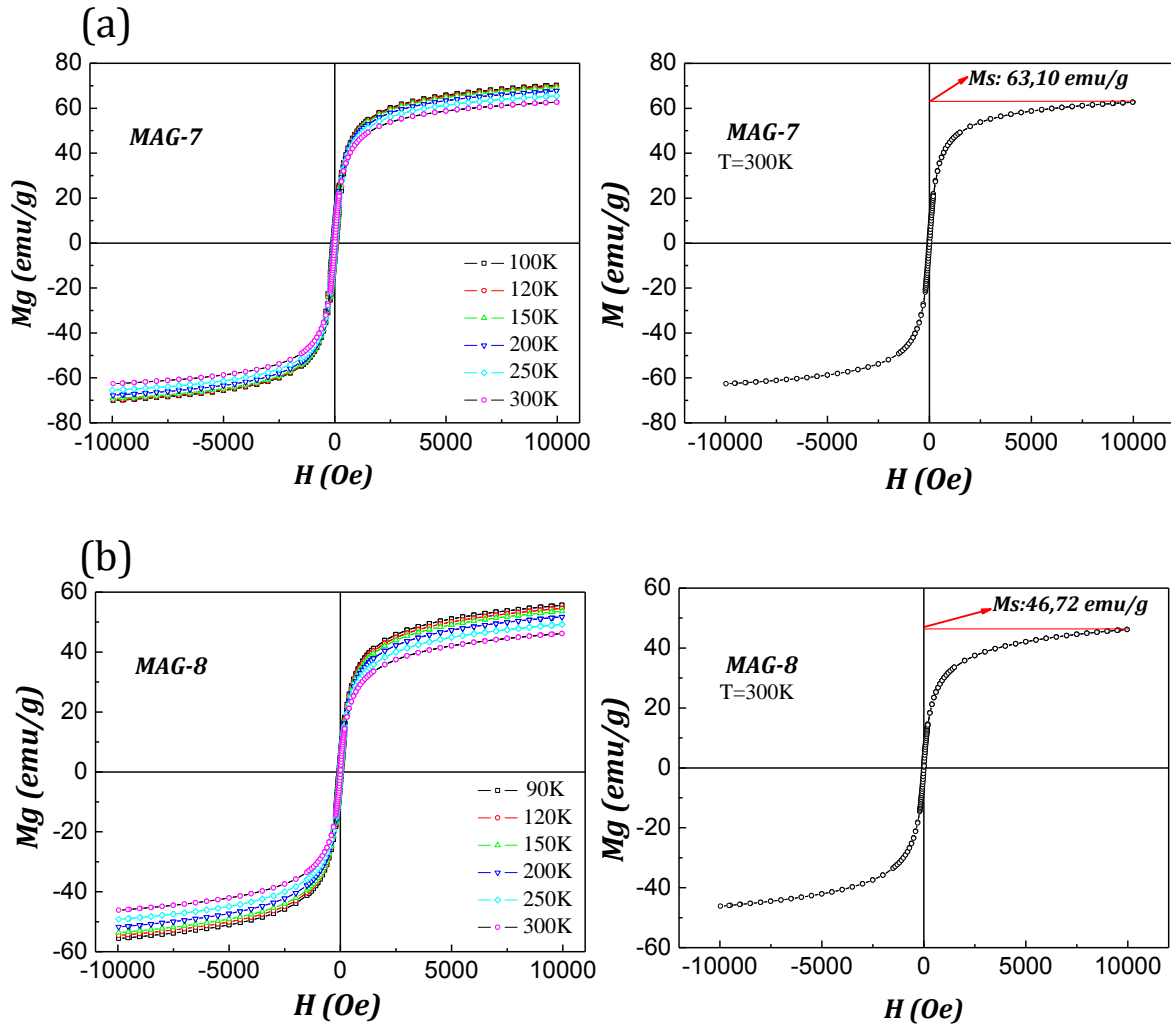 (a)
80
60
40
20
0
-20
-40
-60
-80
-10000
-5000
0
5000
10000
Mg (emu/g)
H (Oe)
MAG-7
100K
120K
150K
200K
250K
300K
80
60
40
20
0
-20
-40
-60
-80
-10000
-5000
0
5000
10000
M (emu/g)
H (Oe)
Ms: 63,10 emu/g
MAG-7
T=300K
(b)
60
40
20
0
-20
-40
-60
-10000
-5000
0
5000
10000
Mg (emu/g)
H (Oe)
MAG-8
90K
120K
150K
200K
250K
300K
60
40
20
0
-20
-40
-60
-10000
-5000
0
5000
10000
Mg (emu/g)
H (Oe)
Ms:46,72 emu/g
MAG-8
T=300K